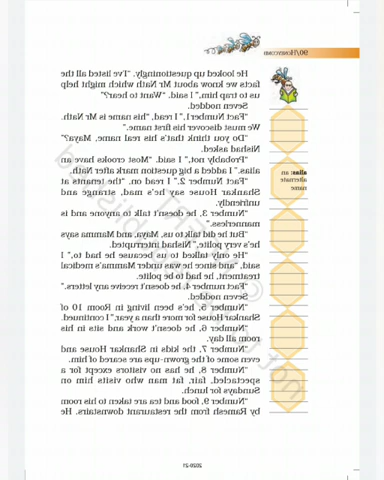 90/Honeycomb
He looked up questioningly, "I've listed all the
facts we know about Mr Nath which might help
us to trap him," I said. "Want to hear?"
Seven nodded.
"Fact Number 1," I read, "his name is Mr Nath.
We must discover his first name."
"Do you think that's his real name, Maya?"
Nishad asked.
"Probably not," I said. "Most crooks have an
alias." I added a big question mark after Nath.
"Fact Number 2," I read on, "the tenants at
Shankar House say he's mad, strange and
unfriendly.
"Number 3, he doesn't talk to anyone and is
mannerless."
"But he did talk to us, Maya, and Mamma says
he's very polite," Nishad interrupted.
"He only talked to us because he had to," I
said, "and since he was under Mamma's medical
treatment, he had to be polite.
"Fact number 4, he doesn't receive any letters."
Seven nodded.
"Number 5, he's been living in Room 10 of
Shankar House for more than a year," I continued.
"Number 6, he doesn't work and sits in his
room all day.
"Number 7, the kids in Shankar House and
even some of the grown-ups are scared of him.
"Number 8, he has no visitors except for a
spectacled, fair, fat man who visits him on
Sundays for lunch.
"Number 9, food and tea are taken to his room
by Ramesh from the restaurant downstairs. He
alias: an
alternate
name
2020-21